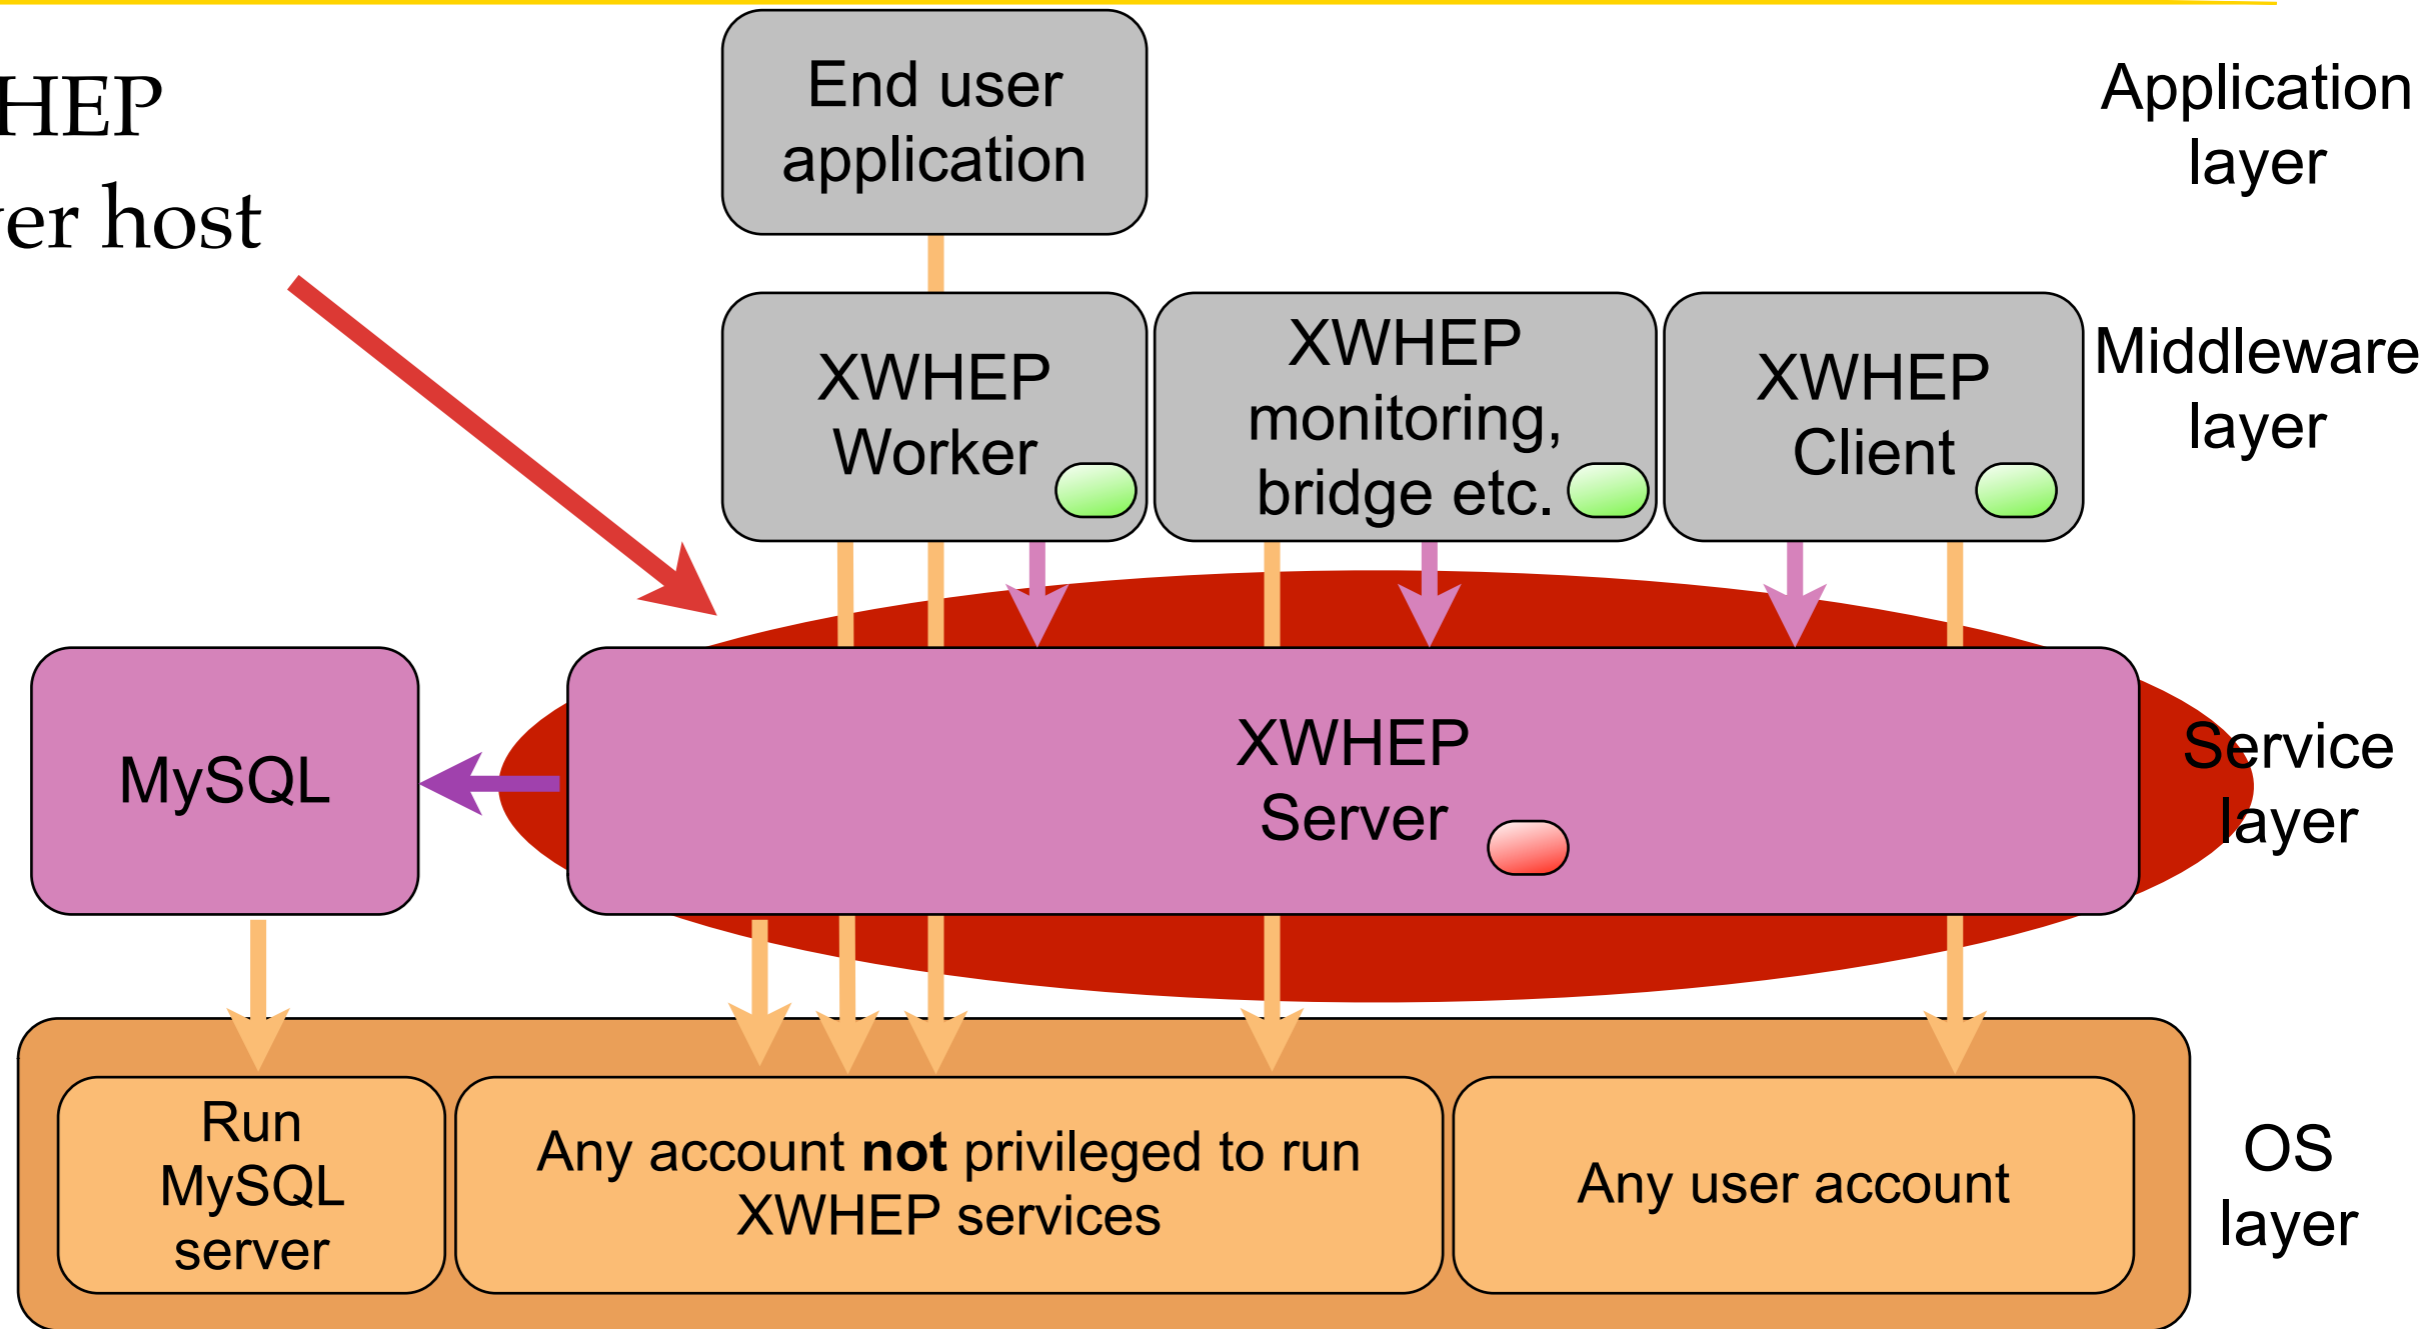 HEP
er host
End user
application
Application
layer
XWHEP
Worker
XWHEP
monitoring,
bridge etc.
XWHEP
Client
Middleware
layer
MySQL
XWHEP
Server
Service
layer
Run
MySQL
server
Any account not privileged to run
XWHEP services
Any user account
OS
layer